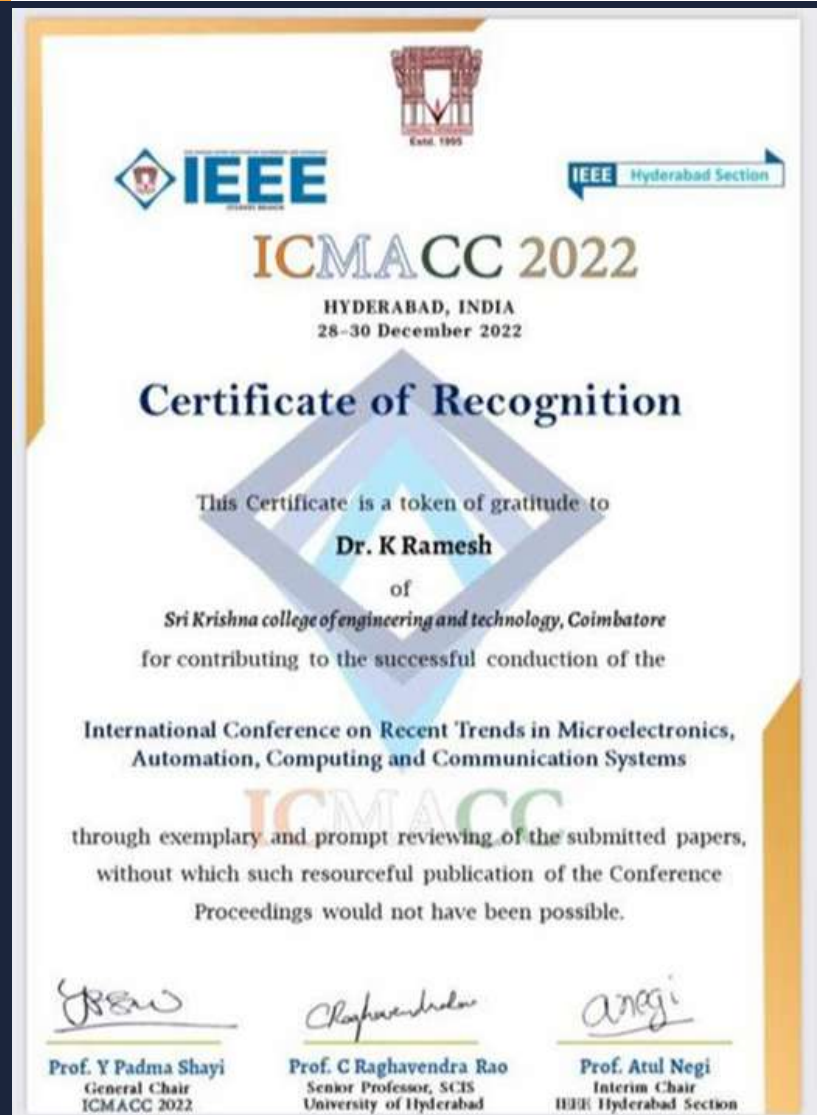 Estd. 1995
IEEE
STUDENT BRANCH
IEEE Hyderabad Section
ICMACC 2022
HYDERABAD, INDIA
28-30 December 2022
Certificate of Recognition
This Certificate is a token of gratitude to
Dr. K Ramesh
of
Sri Krishna college of engineering and technology, Coimbatore
for contributing to the successful conduction of the
International Conference on Recent Trends in Microelectronics,
Automation, Computing and Communication Systems
ICMACC
through exemplary and prompt reviewing of the submitted papers,
without which such resourceful publication of the Conference
Proceedings would not have been possible.
CRaghavendraRao
anegi
Prof. Y Padma Shayi
Prof. C Raghavendra Rao
Prof. Atul Negi
General Chair
Senior Professor, SCIS
Interim Chair
ICMACC 2022
University of Hyderabad
IEEE Hyderabad Section